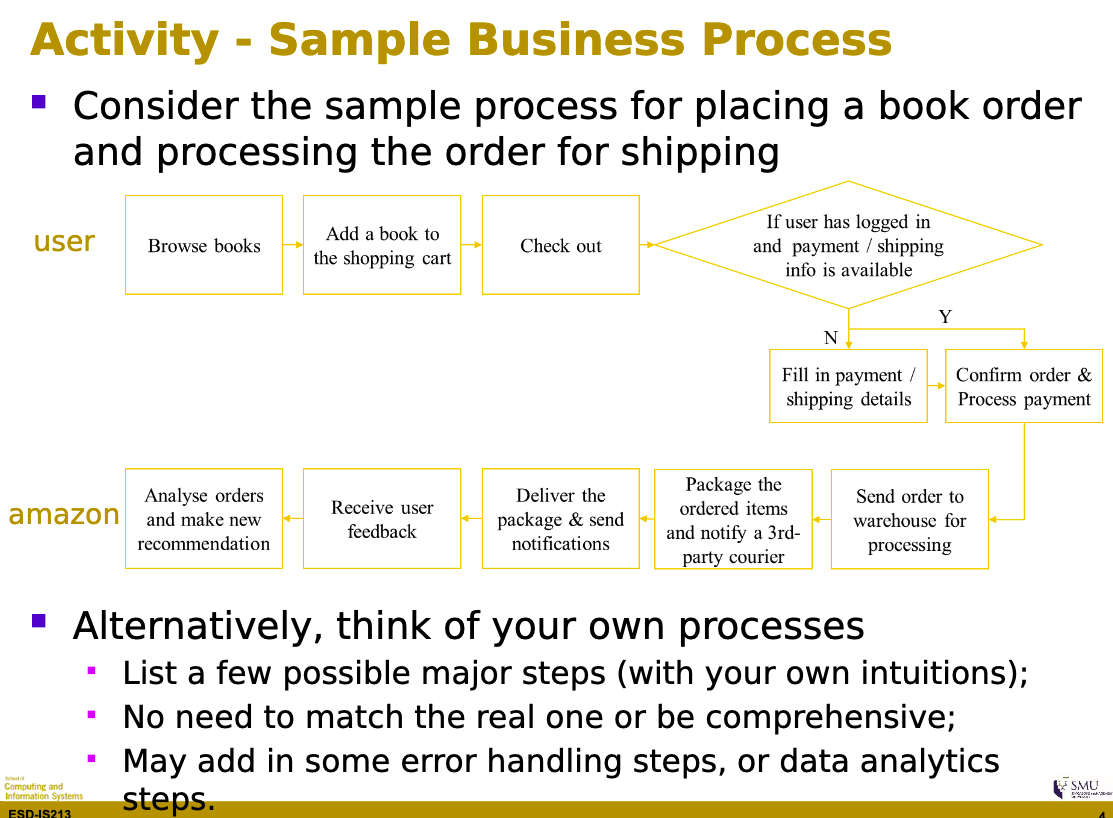 Activity - Sample Business Process
Consider the sample process for placing a book order
and processing the order for shipping
user
Browse books
Add a book to
the shopping cart
Check out
If user has logged in
and payment / shipping
info is available
Y
N
Fill in payment /
shipping details
Confirm order &
Process payment
amazon
Analyse orders
and make new
recommendation
Receive user
feedback
Deliver the
package & send
notifications
Package the
ordered items
and notify a 3rd-
party courier
Send order to
warehouse for
processing
Alternatively, think of your own processes
List a few possible major steps (with your own intuitions);
No need to match the real one or be comprehensive;
May add in some error handling steps, or data analytics
steps.
School of
Computing and
Information Systems
SMU
ESD-IS213
4